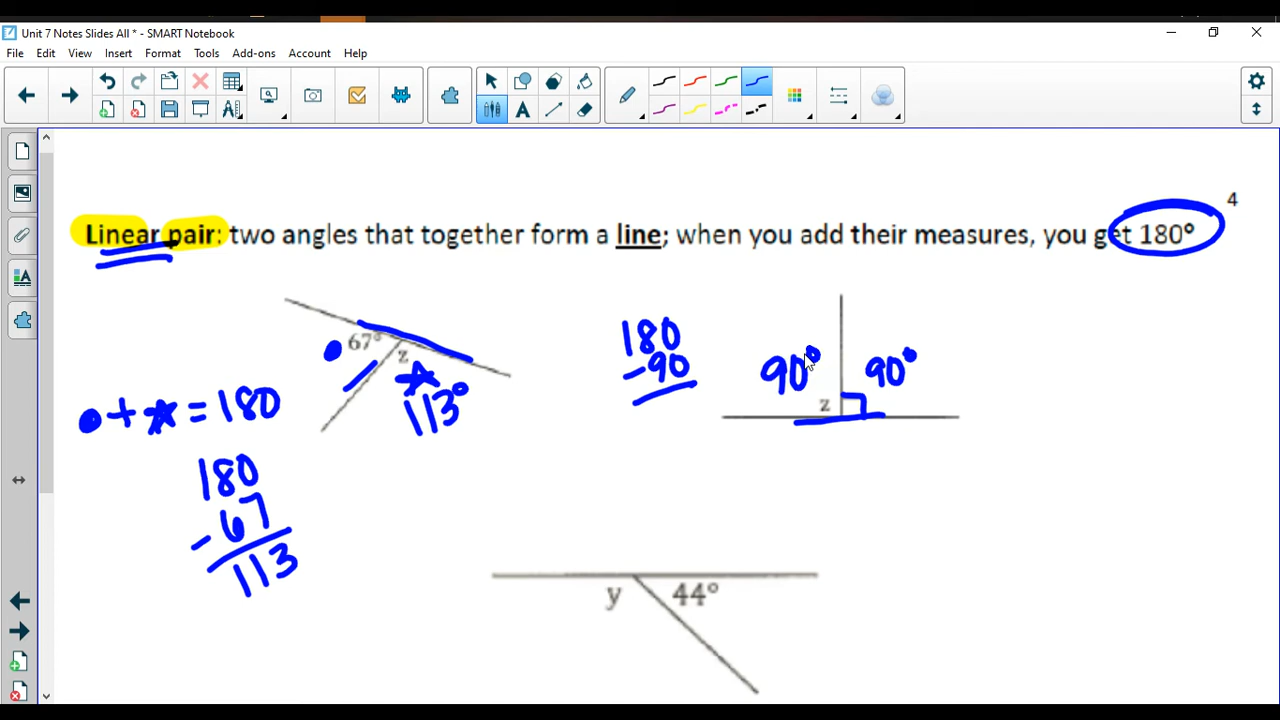 Unit 7 Notes Slides All * - SMART Notebook
File Edit View Insert Format Tools Add-ons Account Help
4
Linear pair: two angles that together form a line; when you add their measures, you get 180°
67°
z
113°
● + ☆ = 180
180
- 67
113
180
- 90
90° 90°
z
y 44°